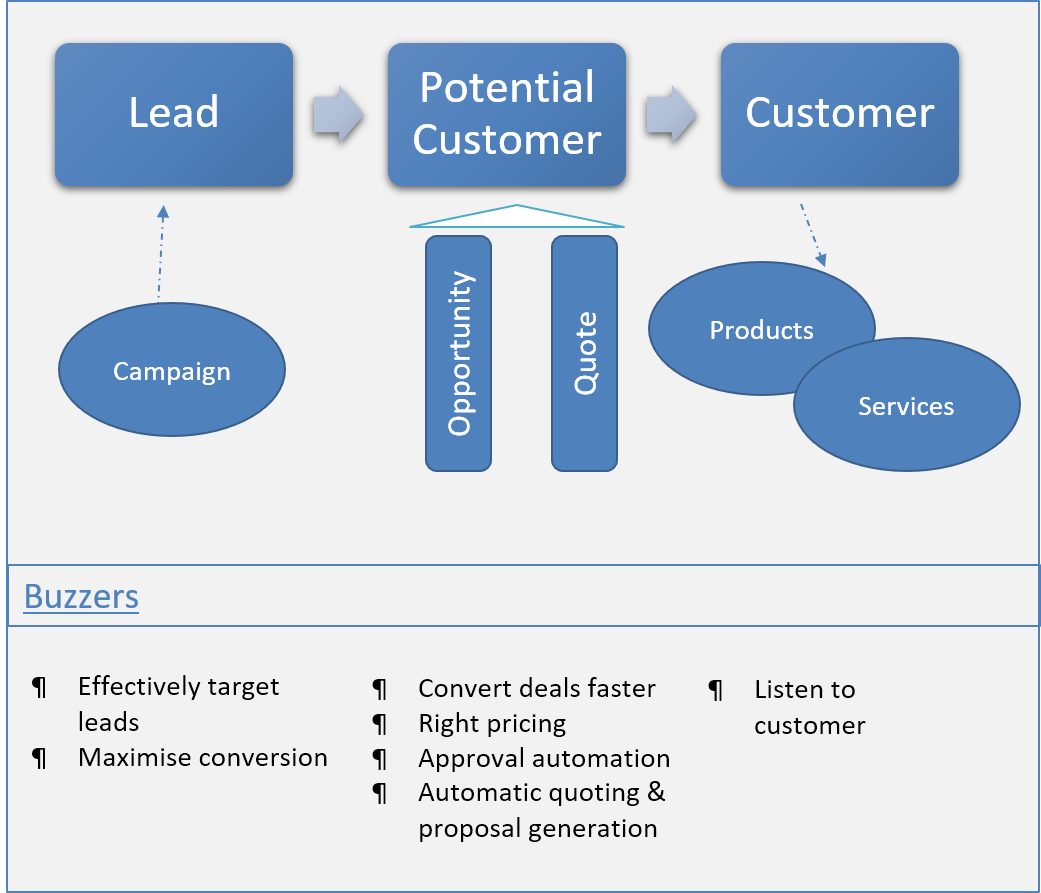 Lead
Potential
Customer
Customer
Campaign
Opportunity
Quote
Products
Services
Buzzers
¶ Effectively target
leads
¶ Maximise conversion
¶ Convert deals faster
¶ Right pricing
¶ Approval automation
¶ Automatic quoting &
proposal generation
¶ Listen to
customer